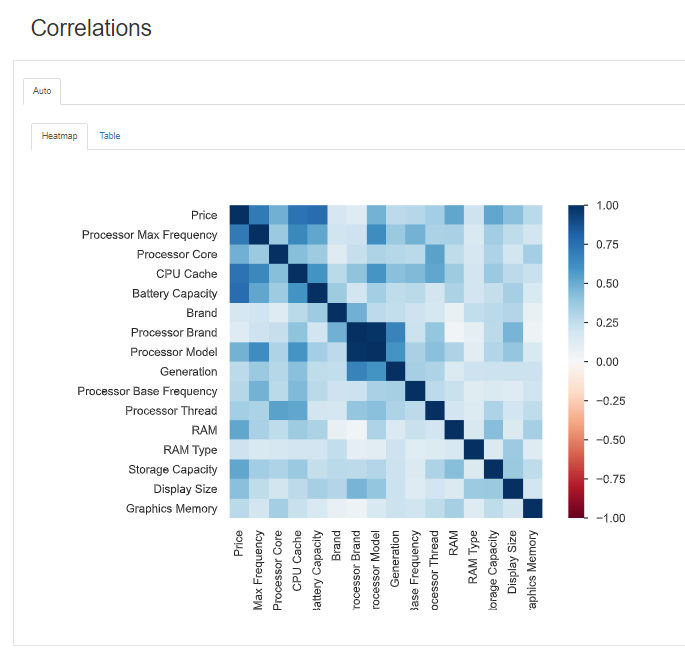 Correlations
Auto
Heatmap
Table
Price
Processor Max Frequency
Processor Core
CPU Cache
Battery Capacity
Brand
Processor Brand
Processor Model
Generation
Processor Base Frequency
Processor Thread
RAM
RAM Type
Storage Capacity
Display Size
Graphics Memory
1.00
0.75
0.50
0.25
0.00
−0.25
−0.50
−0.75
−1.00
Price
Max Frequency
Processor Core
CPU Cache
attery Capacity
Brand
rocessor Brand
rocessor Model
Generation
Base Frequency
ocessor Thread
RAM
RAM Type
torage Capacity
Display Size
aphics Memory